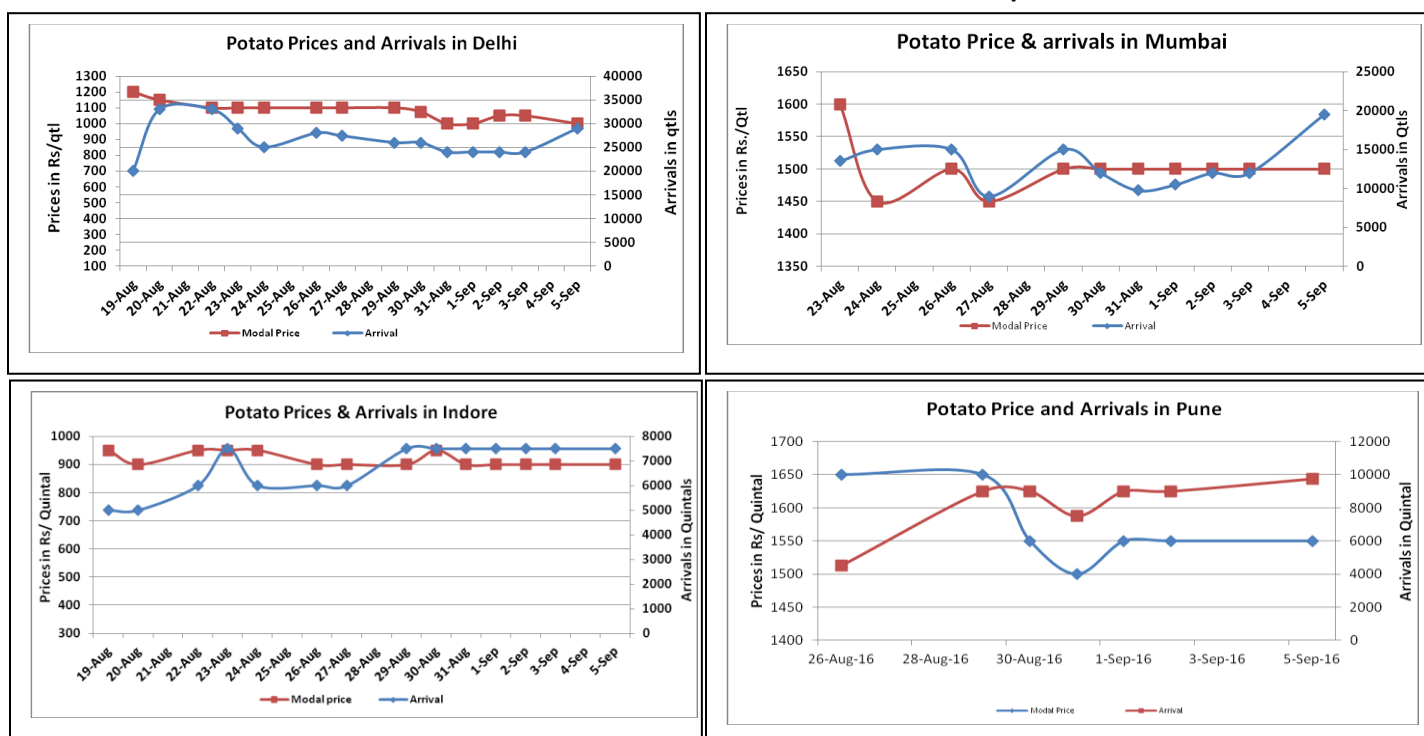 Potato Prices and Arrivals in Delhi
Prices in Rs/qtl
1300
1200
1100
1000
900
800
700
600
500
400
300
200
100
40000
35000
30000
25000
20000
15000
10000
5000
0
Arrivals in qtls
19-Aug
20-Aug
21-Aug
22-Aug
23-Aug
24-Aug
25-Aug
26-Aug
27-Aug
28-Aug
29-Aug
30-Aug
31-Aug
1-Sep
2-Sep
3-Sep
4-Sep
5-Sep
Modal Price
Arrival
Potato Price & arrivals in Mumbai
Prices in Rs./Qtl
1650
1600
1550
1500
1450
1400
1350
25000
20000
15000
10000
5000
0
Arrivals in Qtls
23-Aug
24-Aug
25-Aug
26-Aug
27-Aug
28-Aug
29-Aug
30-Aug
31-Aug
1-Sep
2-Sep
3-Sep
4-Sep
5-Sep
Modal Price
Arrival
Potato Prices & Arrivals in Indore
Prices in Rs/ Quintal
1000
900
800
700
600
500
400
300
8000
7000
6000
5000
4000
3000
2000
1000
0
Arrivals in Quintals
19-Aug
20-Aug
21-Aug
22-Aug
23-Aug
24-Aug
25-Aug
26-Aug
27-Aug
28-Aug
29-Aug
30-Aug
31-Aug
1-Sep
2-Sep
3-Sep
4-Sep
5-Sep
Modal price
Arrival
Potato Price and Arrivals in Pune
Prices in Rs/ Quintal
1700
1650
1600
1550
1500
1450
1400
12000
10000
8000
6000
4000
2000
0
Arrivals in Quintal
26-Aug-16
28-Aug-16
30-Aug-16
1-Sep-16
3-Sep-16
5-Sep-16
Modal Price
Arrival